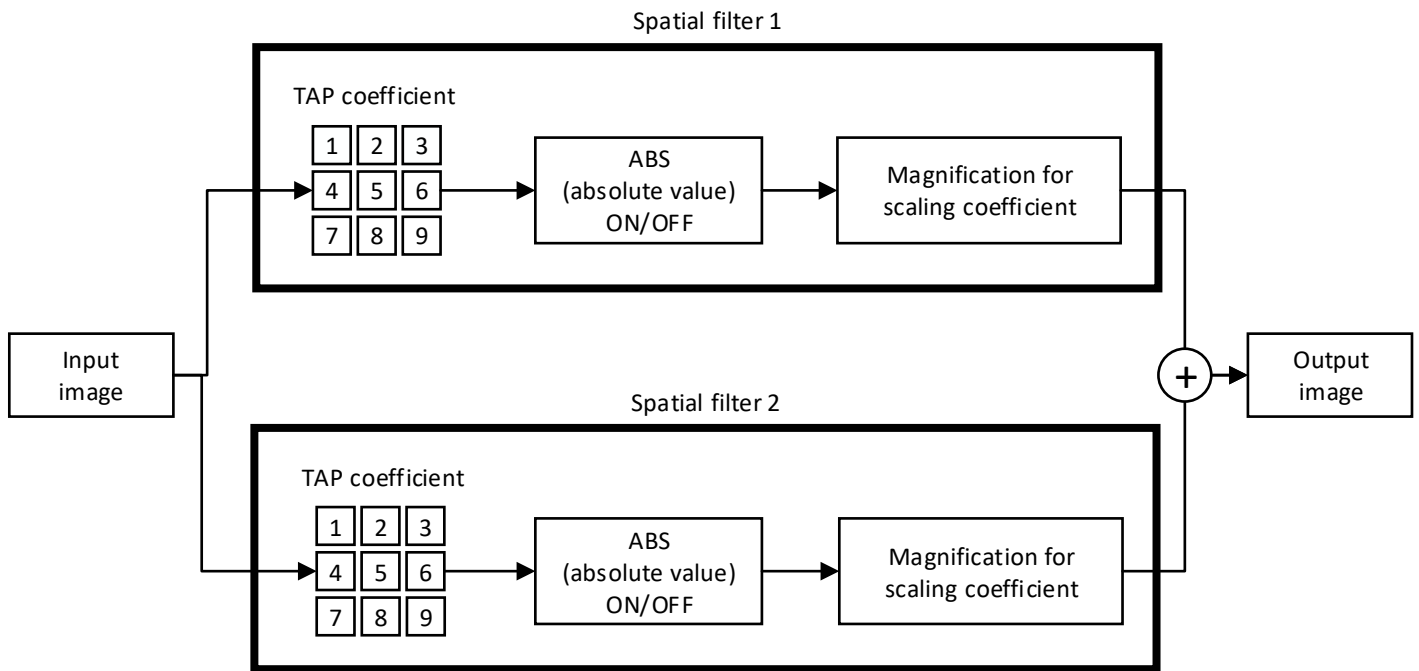 Spatial filter 1
TAP coefficient
1 2 3
4 5 6
7 8 9
ABS
(absolute value)
ON/OFF
Magnification for
scaling coefficient
Input
image
+
Output
image
Spatial filter 2
TAP coefficient
1 2 3
4 5 6
7 8 9
ABS
(absolute value)
ON/OFF
Magnification for
scaling coefficient